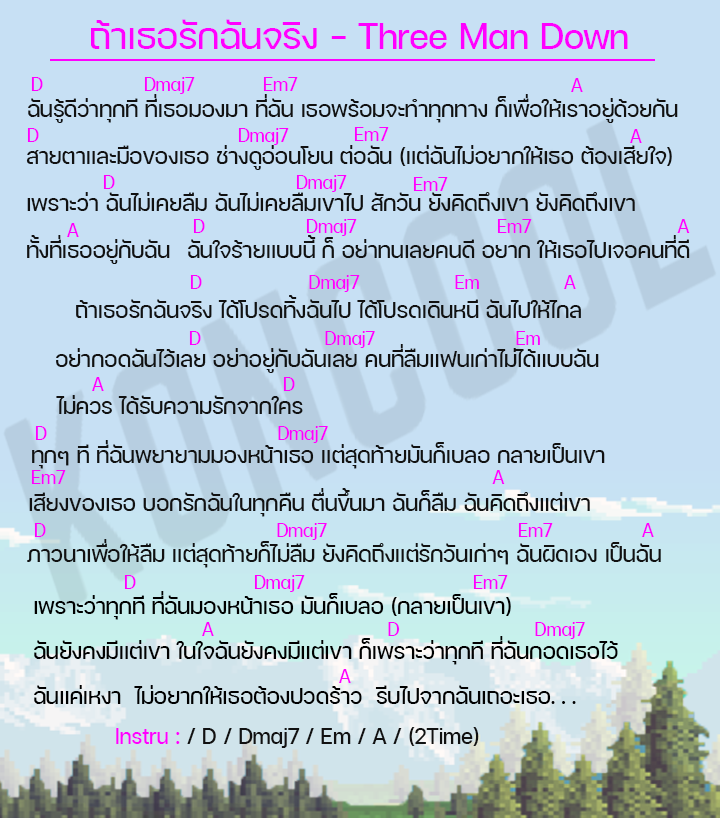 ถ้าเธอรักฉันจริง - Three Man Down
D Dmaj7 Em7 A
ฉันรู้ดีว่าทุกที ที่เธอมองมา ที่ฉัน เธอพร้อมจะทำทุกทาง ก็เพื่อให้เราอยู่ด้วยกัน
D Dmaj7 Em7 A
สายตาและมือของเธอ ช่างดูอ่อนโยน ต่อฉัน (แต่ฉันไม่อยากให้เธอ ต้องเสียใจ)
D Dmaj7 Em7
เพราะว่า ฉันไม่เคยลืม ฉันไม่เคยลืมเขาไป สักวัน ยังคิดถึงเขา ยังคิดถึงเขา
A D Dmaj7 Em7 A
ทั้งที่เธออยู่กับฉัน ฉันใจร้ายแบบนี้ ก็ อย่าทนเลยคนดี อยาก ให้เธอไปเจอคนที่ดี
D Dmaj7 Em A
ถ้าเธอรักฉันจริง ได้โปรดทิ้งฉันไป ได้โปรดเดินหนี ฉันไปให้ไกล
D Dmaj7 Em
อย่ากอดฉันไว้เลย อย่าอยู่กับฉันเลย คนที่ลืมแฟนเก่าไม่ได้แบบฉัน
A D
ไม่ควร ได้รับความรักจากใคร
D Dmaj7
ทุกๆ ที ที่ฉันพยายามมองหน้าเธอ แต่สุดท้ายมันก็เบลอ กลายเป็นเขา
Em7 A
เสียงของเธอ บอกรักฉันในทุกคืน ตื่นขึ้นมา ฉันก็ลืม ฉันคิดถึงแต่เขา
D Dmaj7 Em7 A
ภาวนาเพื่อให้ลืม แต่สุดท้ายก็ไม่ลืม ยังคิดถึงแต่รักวันเก่าๆ ฉันผิดเอง เป็นฉัน
D Dmaj7 Em7
เพราะว่าทุกที ที่ฉันมองหน้าเธอ มันก็เบลอ (กลายเป็นเขา)
A D Dmaj7
ฉันยังคงมีแต่เขา ในใจฉันยังคงมีแต่เขา ก็เพราะว่าทุกที ที่ฉันกอดเธอไว้
A
ฉันแค่เหงา ไม่อยากให้เธอต้องปวดร้าว รีบไปจากฉันเถอะเธอ...
Instru : / D / Dmaj7 / Em / A / (2Time)
KORDCOOL